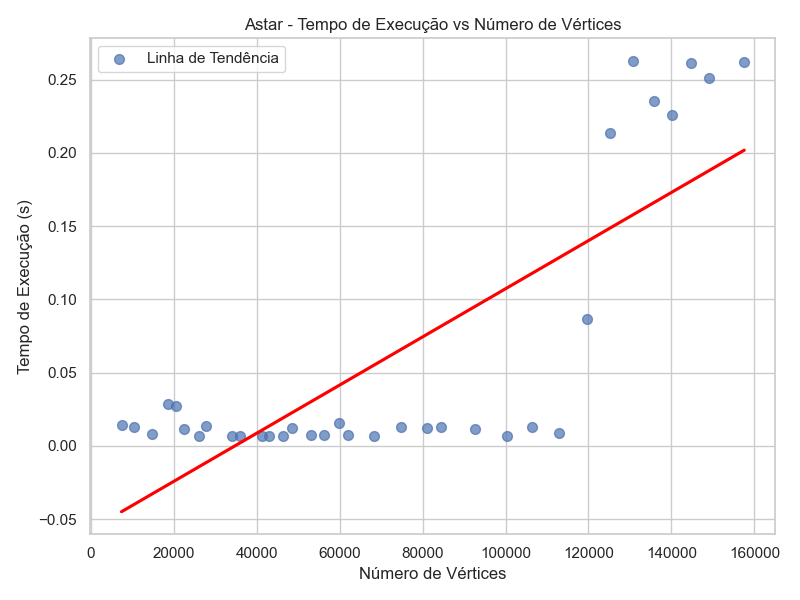 Astar - Tempo de Execução vs Número de Vértices
Linha de Tendência
0.25
0.20
0.15
0.10
0.05
0.00
−0.05
Tempo de Execução (s)
0 20000 40000 60000 80000 100000 120000 140000 160000
Número de Vértices